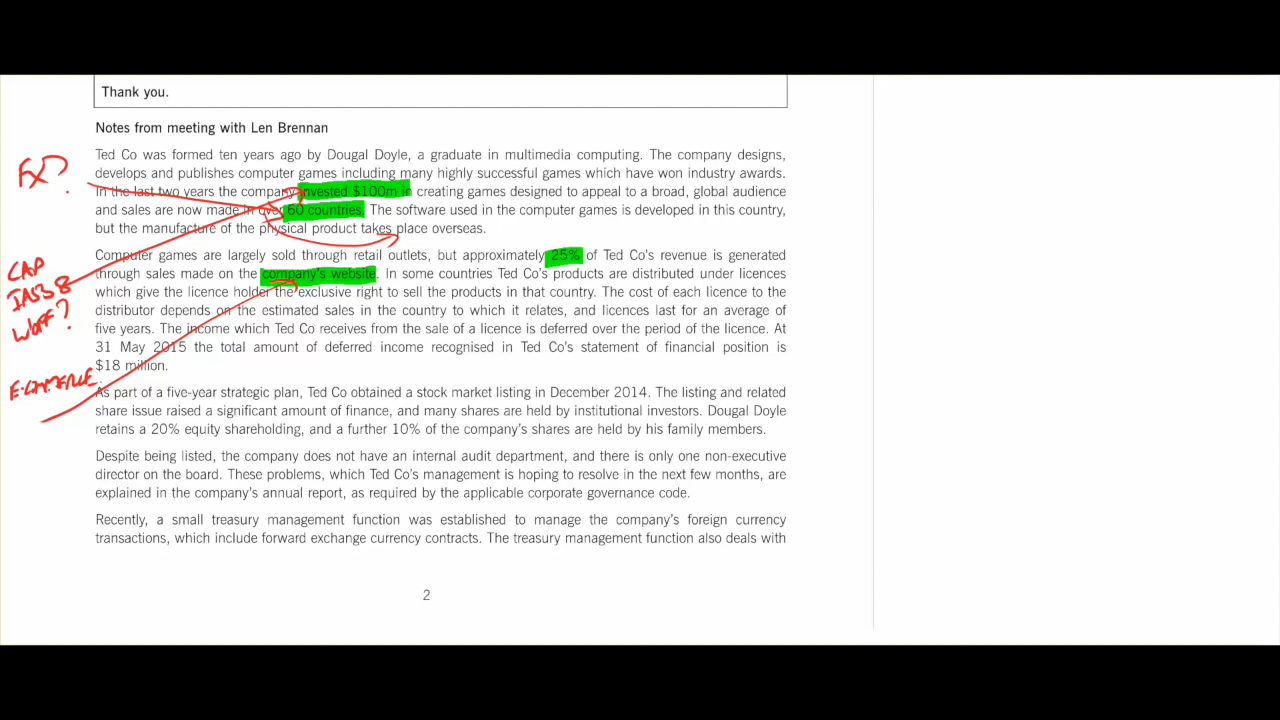 Thank you.
Notes from meeting with Len Brennan
Ted Co was formed ten years ago by Dougal Doyle, a graduate in multimedia computing. The company designs,
develops and publishes computer games including many highly successful games which have won industry awards.
FX?
In the last two years the company invested $100m in creating games designed to appeal to a broad, global audience
and sales are now made in over 60 countries. The software used in the computer games is developed in this country,
but the manufacture of the physical product takes place overseas.
Computer games are largely sold through retail outlets, but approximately 25% of Ted Co's revenue is generated
CAP
through sales made on the company's website. In some countries Ted Co's products are distributed under licences
IAS38
which give the licence holder the exclusive right to sell the products in that country. The cost of each licence to the
distributor depends on the estimated sales in the country to which it relates, and licences last for an average of
W/off?
five years. The income which Ted Co receives from the sale of a licence is deferred over the period of the licence. At
31 May 2015 the total amount of deferred income recognised in Ted Co's statement of financial position is
$18 million.
E-COMMERCE
As part of a five-year strategic plan, Ted Co obtained a stock market listing in December 2014. The listing and related
share issue raised a significant amount of finance, and many shares are held by institutional investors. Dougal Doyle
retains a 20% equity shareholding, and a further 10% of the company's shares are held by his family members.
Despite being listed, the company does not have an internal audit department, and there is only one non-executive
director on the board. These problems, which Ted Co's management is hoping to resolve in the next few months, are
explained in the company's annual report, as required by the applicable corporate governance code.
Recently, a small treasury management function was established to manage the company's foreign currency
transactions, which include forward exchange currency contracts. The treasury management function also deals with
2